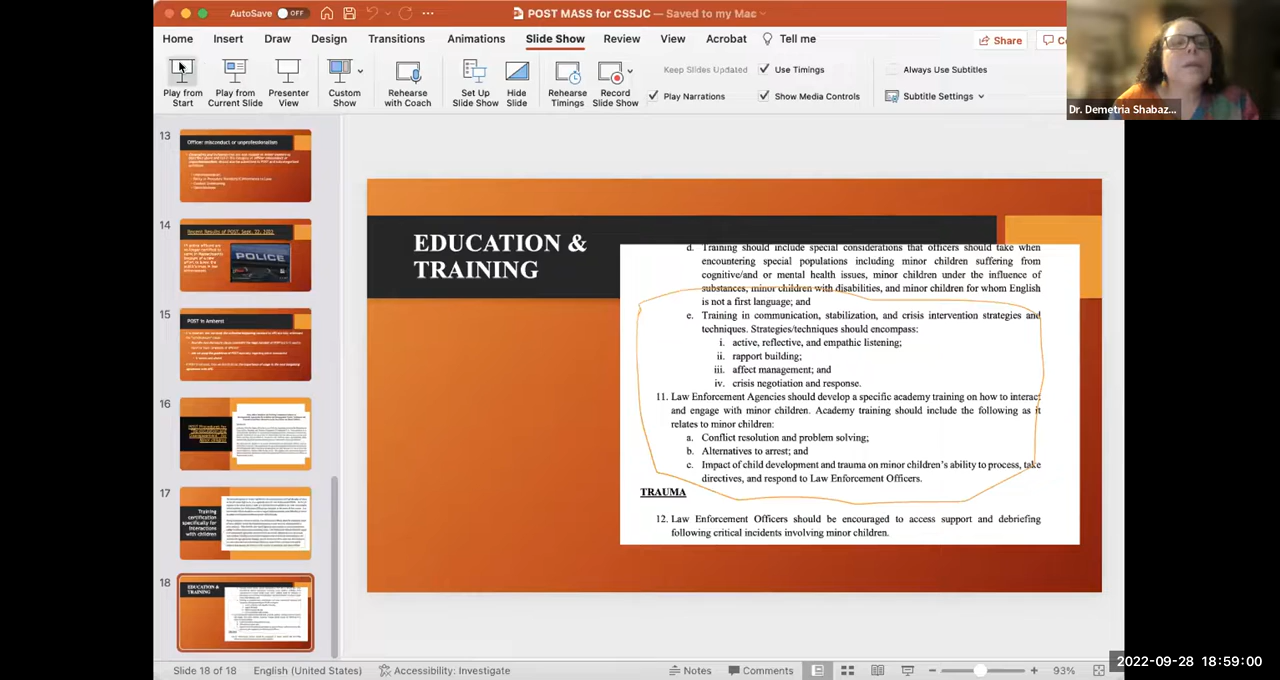 AutoSave OFF
POST MASS for CSSJC — Saved to my Mac
Home Insert Draw Design Transitions Animations Slide Show Review View Acrobat Tell me
Share
Play from Start
Play from Current Slide
Presenter View
Custom Show
Rehearse with Coach
Set Up Slide Show
Hide Slide
Rehearse Timings
Record Slide Show
Keep Slides Updated
Use Timings
Play Narrations
Show Media Controls
Always Use Subtitles
Subtitle Settings
Dr. Demetria Shabaz...
13
Officer misconduct or unprofessionalism
14
Recent Results of POST, Sept. 22, 2022
POLICE
15
POST in Amherst
16
17
Training
certification
specifically for
interactions
with children
18
EDUCATION &
TRAINING
EDUCATION &
TRAINING
d. Training should include special considerations that officers should take when
encountering special populations including minor children suffering from
cognitive/and or mental health issues, minor children under the influence of
substances, minor children with disabilities, and minor children for whom English
is not a first language; and
e. Training in communication, stabilization, and crisis intervention strategies and
techniques. Strategies/techniques should encompass:
i. active, reflective, and empathic listening;
ii. rapport building;
iii. affect management; and
iv. crisis negotiation and response.
11. Law Enforcement Agencies should develop a specific academy training on how to interact
and engage with minor children. Academy training should include the following as it
relates to minor children:
a. Conflict resolution and problem solving;
b. Alternatives to arrest; and
c. Impact of child development and trauma on minor children's ability to process, take
directives, and respond to Law Enforcement Officers.
TRAUMA
12. Law Enforcement Officers should be encouraged to access support and debriefing
following critical incidents involving minor children.
Slide 18 of 18 English (United States) Accessibility: Investigate Notes Comments 93%
2022-09-28 18:59:00